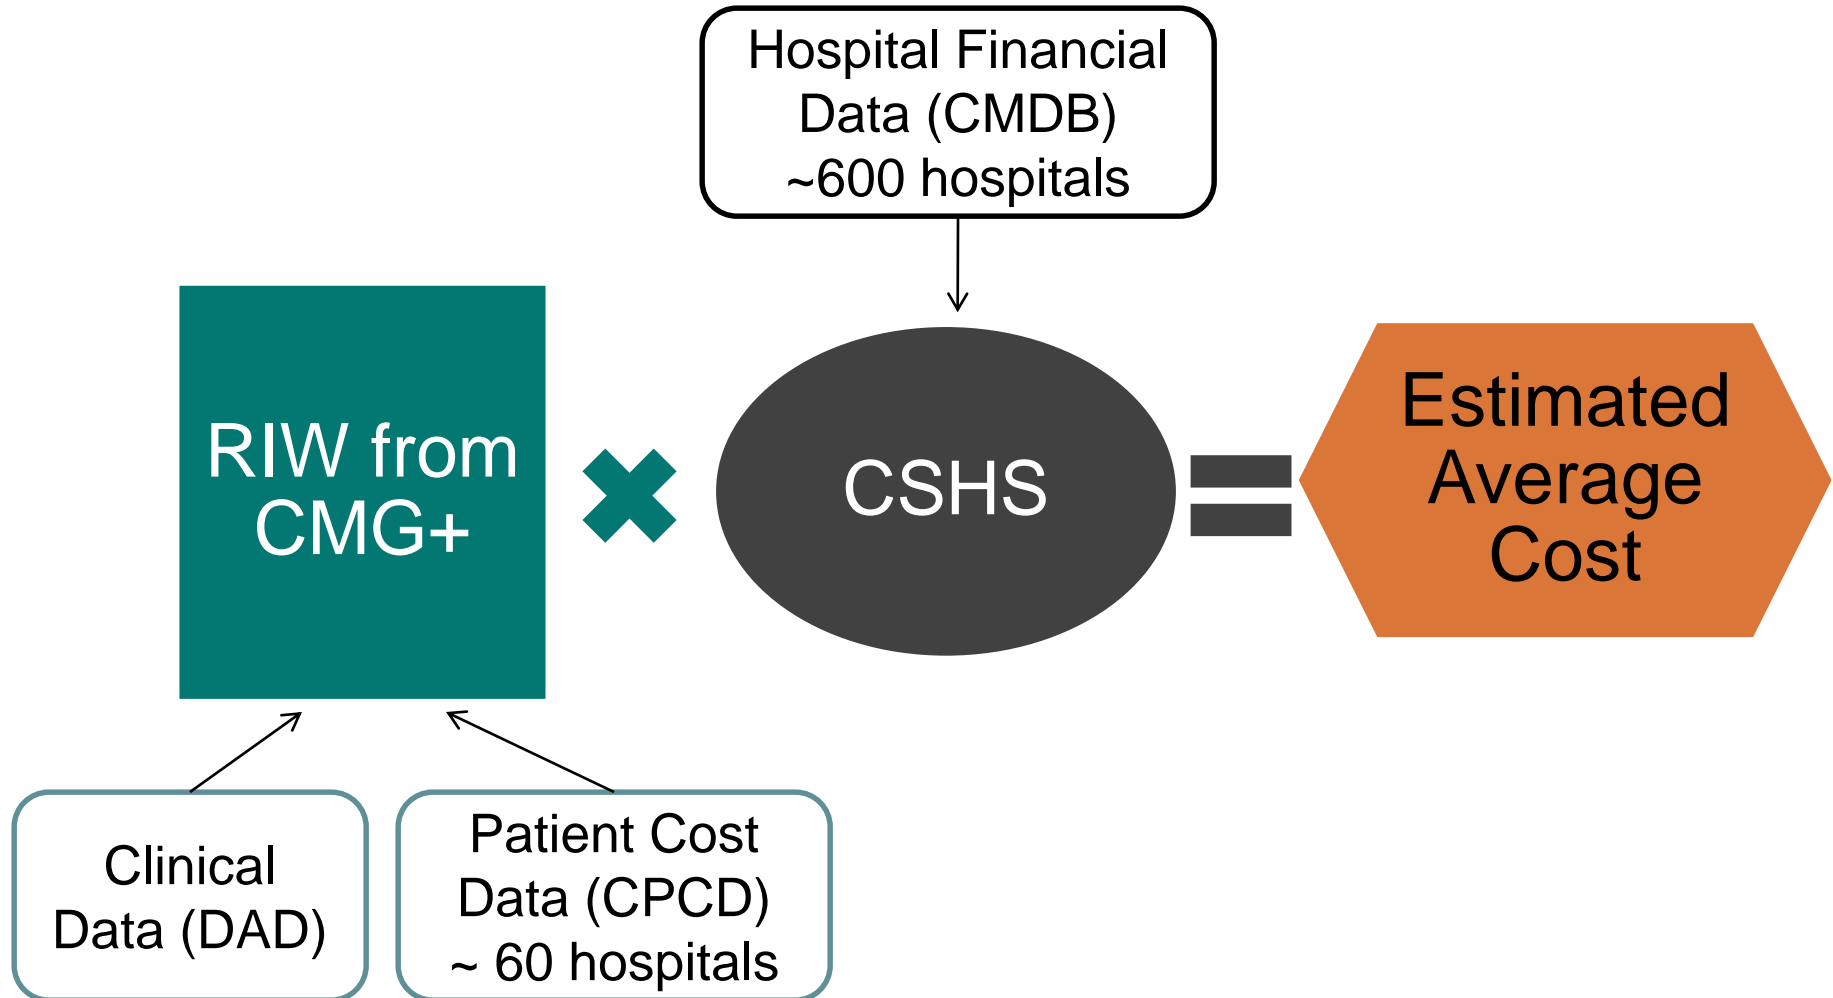 Hospital Financial
Data (CMDB)
~600 hospitals
RIW from
CMG+
CSHS
Estimated
Average
Cost
Clinical
Data (DAD)
Patient Cost
Data (CPCD)
~ 60 hospitals